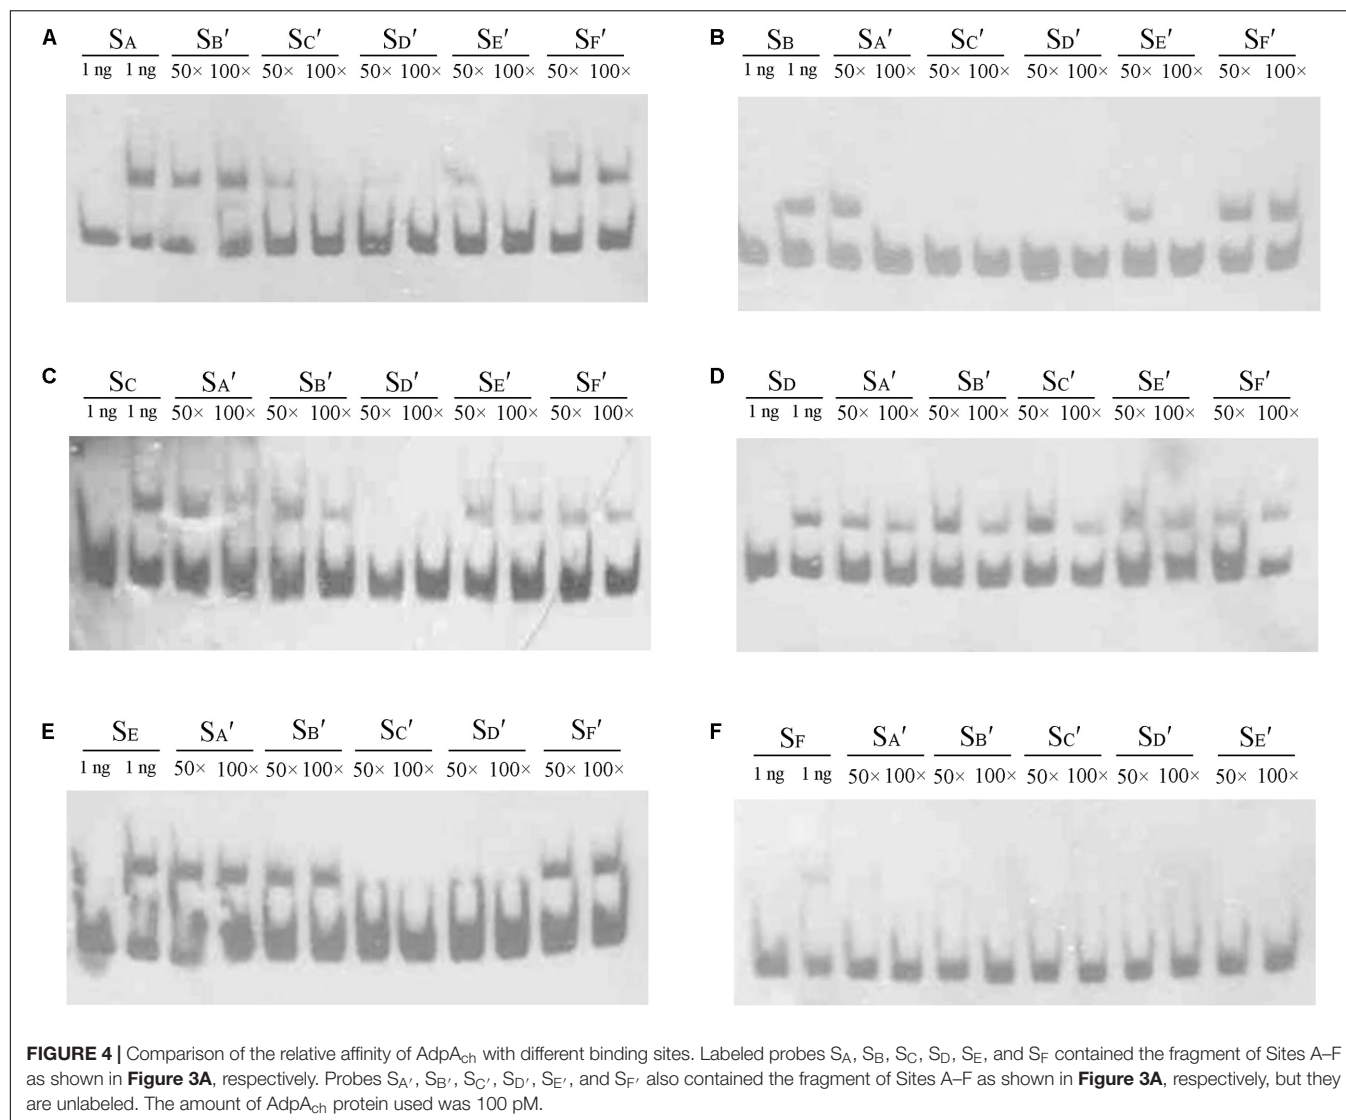 A SA SB′ SC′ SD′ SE′ SF′
1 ng 1 ng 50× 100× 50× 100× 50× 100× 50× 100× 50× 100×
B SB SA′ SC′ SD′ SE′ SF′
1 ng 1 ng 50× 100× 50× 100× 50× 100× 50× 100× 50× 100×
C SC SA′ SB′ SD′ SE′ SF′
1 ng 1 ng 50× 100× 50× 100× 50× 100× 50× 100× 50× 100×
D SD SA′ SB′ SC′ SE′ SF′
1 ng 1 ng 50× 100× 50× 100× 50× 100× 50× 100× 50× 100×
E SE SA′ SB′ SC′ SD′ SF′
1 ng 1 ng 50× 100× 50× 100× 50× 100× 50× 100× 50× 100×
F SF SA′ SB′ SC′ SD′ SE′
1 ng 1 ng 50× 100× 50× 100× 50× 100× 50× 100× 50× 100×
FIGURE 4 | Comparison of the relative affinity of AdpAch with different binding sites. Labeled probes SA, SB, SC, SD, SE, and SF contained the fragment of Sites A–F
as shown in Figure 3A, respectively. Probes SA′, SB′, SC′, SD′, SE′, and SF′ also contained the fragment of Sites A–F as shown in Figure 3A, respectively, but they
are unlabeled. The amount of AdpAch protein used was 100 pM.